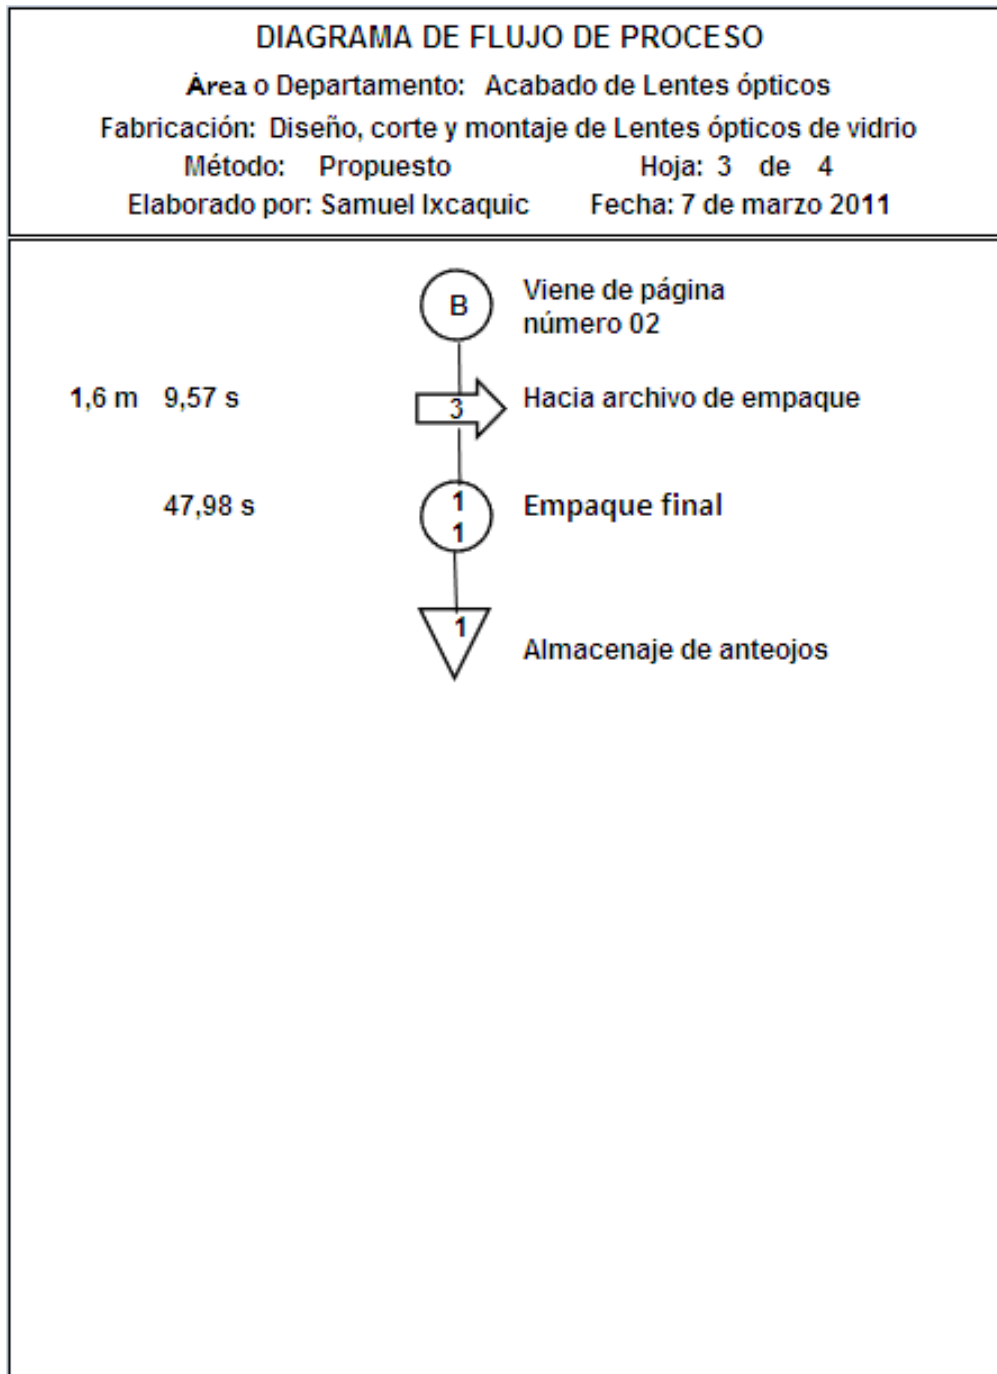 DIAGRAMA DE FLUJO DE PROCESO
Área o Departamento: Acabado de Lentes ópticos
Fabricación: Diseño, corte y montaje de Lentes ópticos de vidrio
Método: Propuesto Hoja: 3 de 4
Elaborado por: Samuel Ixcaquic Fecha: 7 de marzo 2011
B
Viene de página
número 02
1,6 m 9,57 s
3
Hacia archivo de empaque
47,98 s
1
1
Empaque final
1
Almacenaje de anteojos